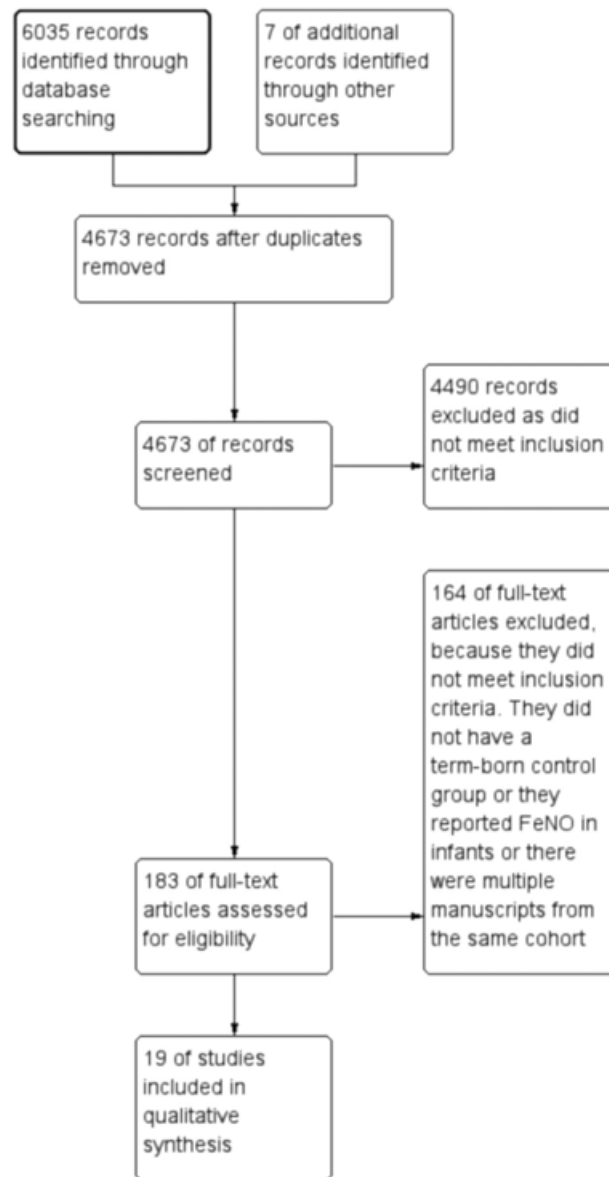 6035 records
identified through
database
searching
7 of additional
records identified
through other
sources
4673 records after duplicates
removed
4673 of records
screened
4490 records
excluded as did
not meet inclusion
criteria
164 of full-text
articles excluded,
because they did
not meet inclusion
criteria. They did
not have a
term-born control
group or they
reported FeNO in
infants or there
were multiple
manuscripts from
the same cohort
183 of full-text
articles assessed
for eligibility
19 of studies
included in
qualitative
synthesis